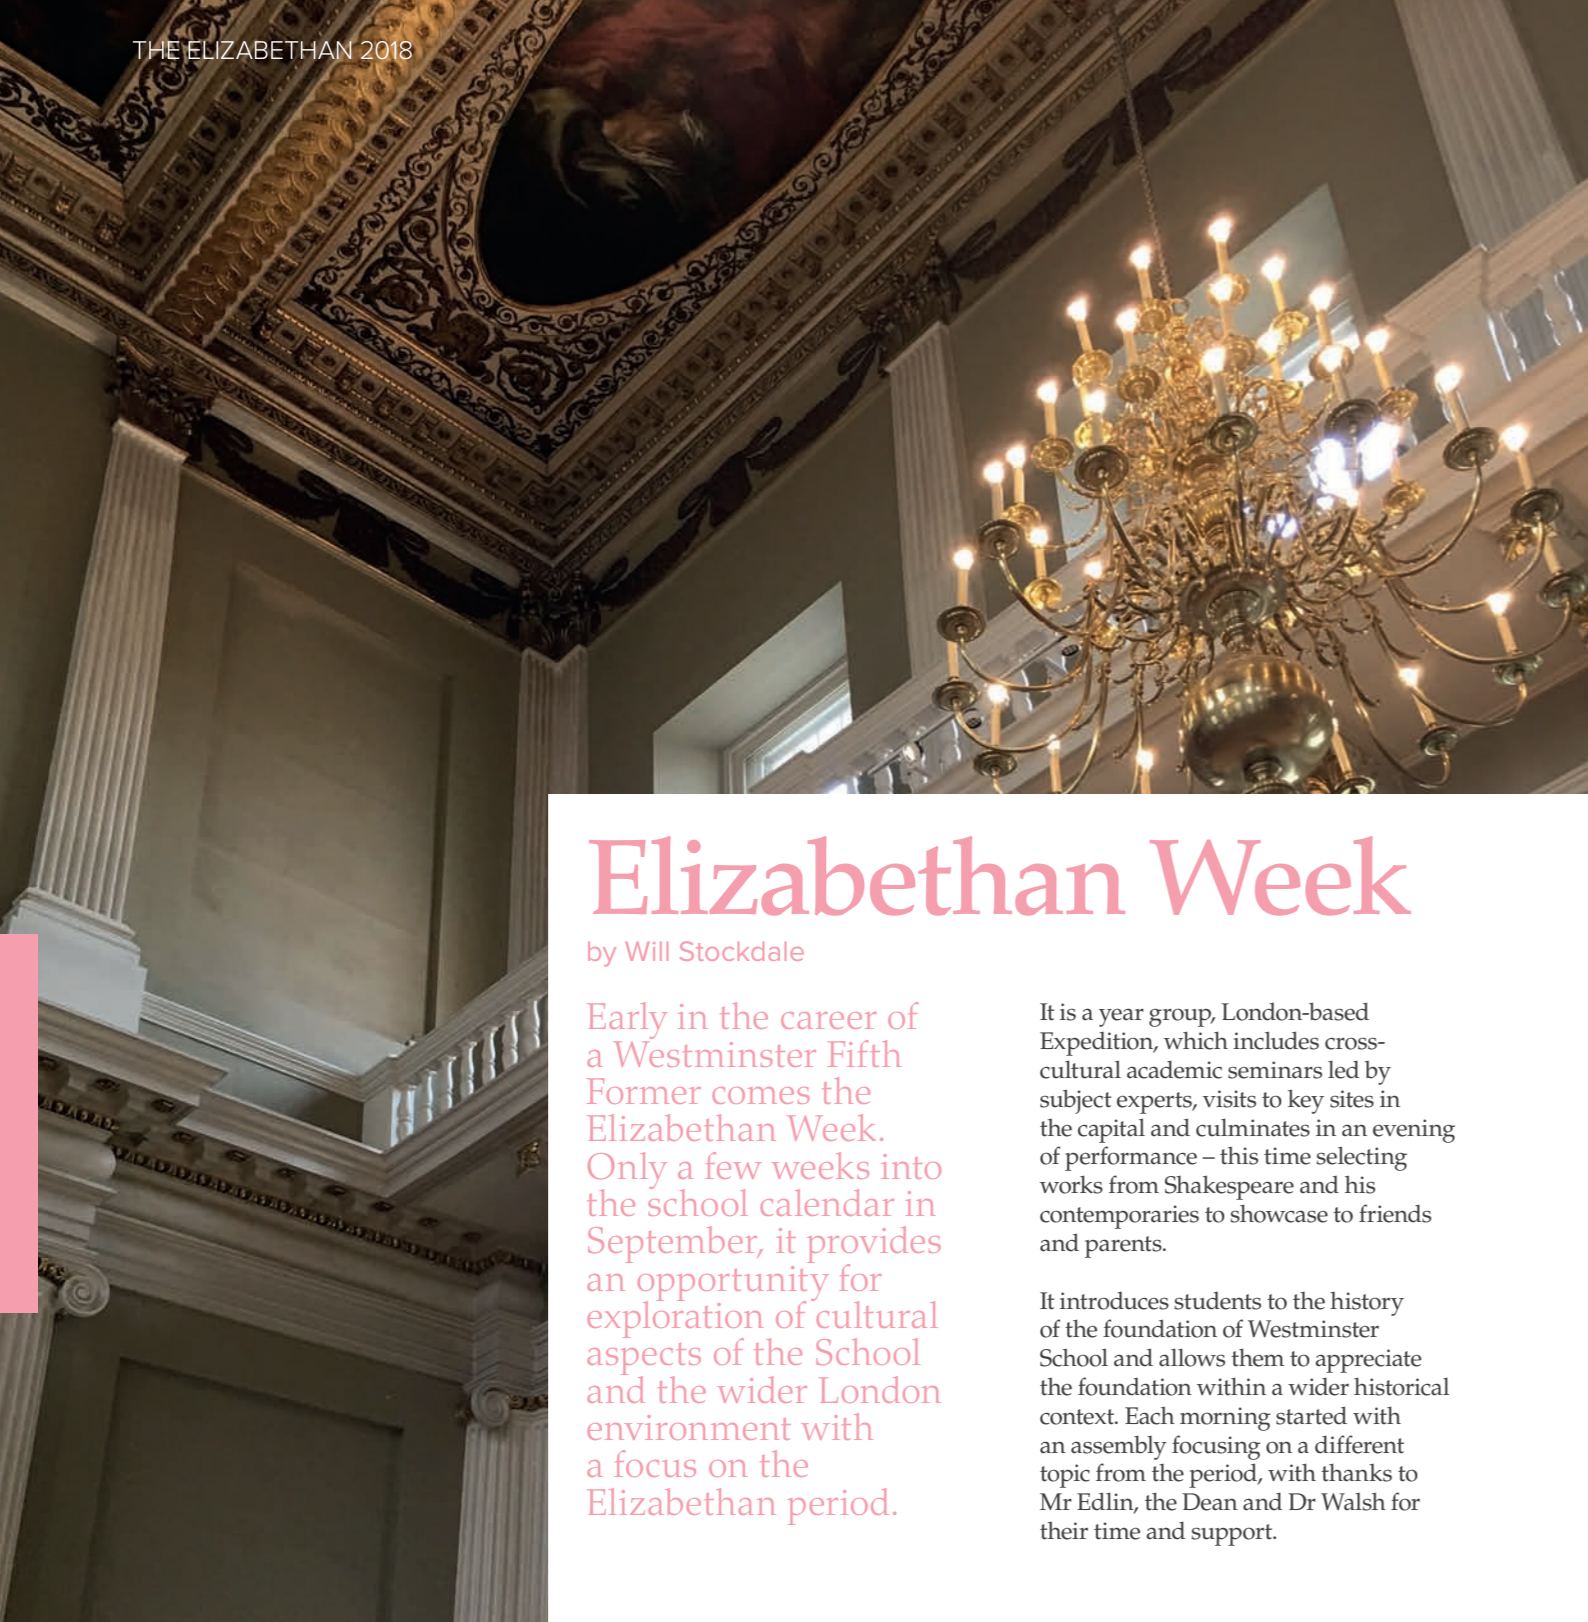 THE ELIZABETHAN 2018
Elizabethan Week
by Will Stockdale
Early in the career of
a Westminster Fifth
Former comes the
Elizabethan Week.
Only a few weeks into
the school calendar in
September, it provides
an opportunity for
exploration of cultural
aspects of the School
and the wider London
environment with
a focus on the
Elizabethan period.
It is a year group, London-based
Expedition, which includes cross-
cultural academic seminars led by
subject experts, visits to key sites in
the capital and culminates in an evening
of performance – this time selecting
works from Shakespeare and his
contemporaries to showcase to friends
and parents.
It introduces students to the history
of the foundation of Westminster
School and allows them to appreciate
the foundation within a wider historical
context. Each morning started with
an assembly focusing on a different
topic from the period, with thanks to
Mr Edlin, the Dean and Dr Walsh for
their time and support.